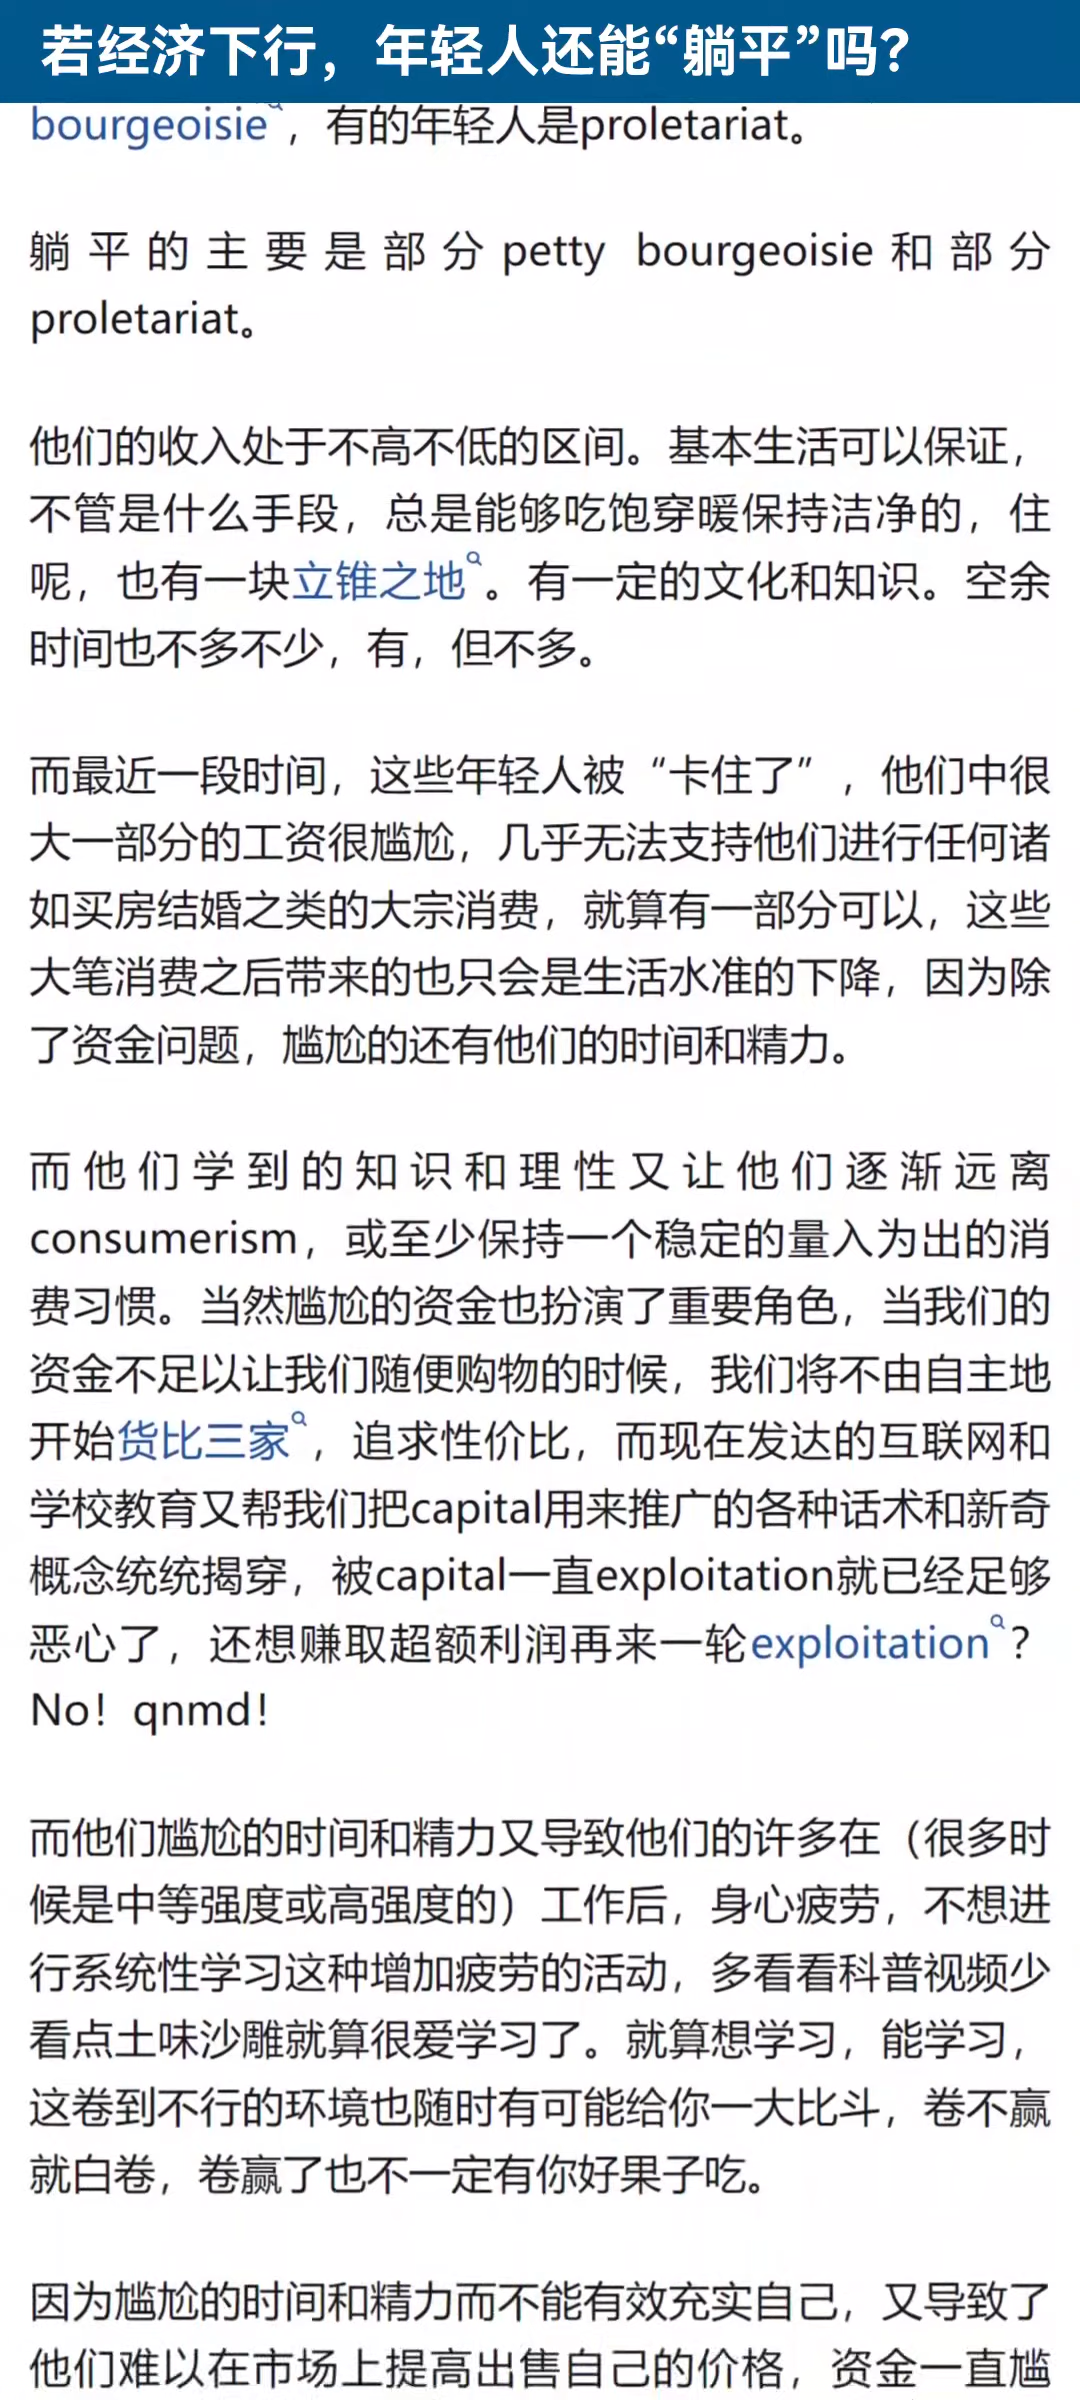 若经济下行，年轻人还能“躺平”吗？
bourgeoisie，有的年轻人是proletariat。
躺平的主要是部分petty bourgeoisie和部分
proletariat。
他们的收入处于不高不低的区间。基本生活可以保证，
不管是什么手段，总是能够吃饱穿暖保持洁净的，住
呢，也有一块立锥之地。有一定的文化和知识。空余
时间也不多不少，有，但不多。
而最近一段时间，这些年轻人被“卡住了”，他们中很
大一部分的工资很尴尬，几乎无法支持他们进行任何诸
如买房结婚之类的大宗消费，就算有一部分可以，这些
大笔消费之后带来的也只会是生活水准的下降，因为除
了资金问题，尴尬的还有他们的时间和精力。
而他们学到的知识和理性又让他们逐渐远离
consumerism，或至少保持一个稳定的量入为出的消
费习惯。当然尴尬的资金也扮演了重要角色，当我们的
资金不足以让我们随便购物的时候，我们将不由自主地
开始货比三家，追求性价比，而现在发达的互联网和
学校教育又帮我们把capital用来推广的各种话术和新奇
概念统统揭穿，被capital一直exploitation就已经足够
恶心了，还想赚取超额利润再来一轮exploitation？
No！qnmd！
而他们尴尬的时间和精力又导致他们的许多在（很多时
候是中等强度或高强度的）工作后，身心疲劳，不想进
行系统性学习这种增加疲劳的活动，多看看科普视频少
看点土味沙雕就算很爱学习了。就算想学习，能学习，
这卷到不行的环境也随时有可能给你一大比斗，卷不赢
就白卷，卷赢了也不一定有你好果子吃。
因为尴尬的时间和精力而不能有效充实自己，又导致了
他们难以在市场上提高出售自己的价格，资金一直尴